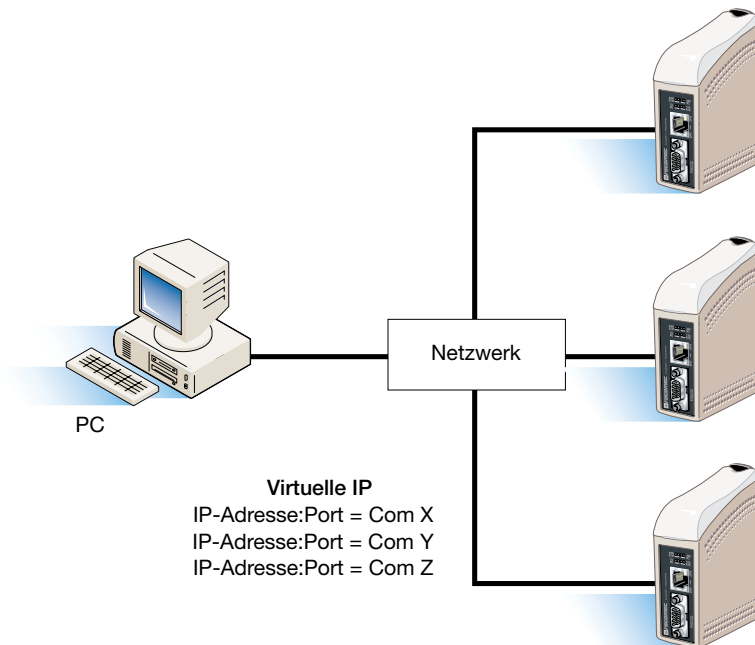 Netzwerk
PC
Virtuelle IP
IP-Adresse:Port = Com X
IP-Adresse:Port = Com Y
IP-Adresse:Port = Com Z